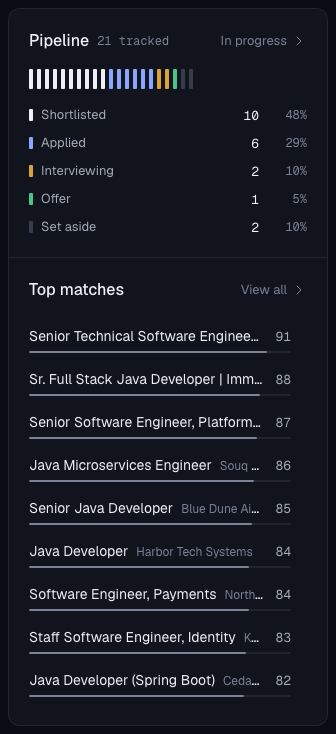 Pipeline 21 tracked In progress
Shortlisted 10 48%
Applied 6 29%
Interviewing 2 10%
Offer 1 5%
Set aside 2 10%
Top matches View all
Senior Technical Software Enginee... 91
Sr. Full Stack Java Developer | Imm... 88
Senior Software Engineer, Platform... 87
Java Microservices Engineer Souq ... 86
Senior Java Developer Blue Dune Ai... 85
Java Developer Harbor Tech Systems 84
Software Engineer, Payments North... 84
Staff Software Engineer, Identity K... 83
Java Developer (Spring Boot) Ceda... 82